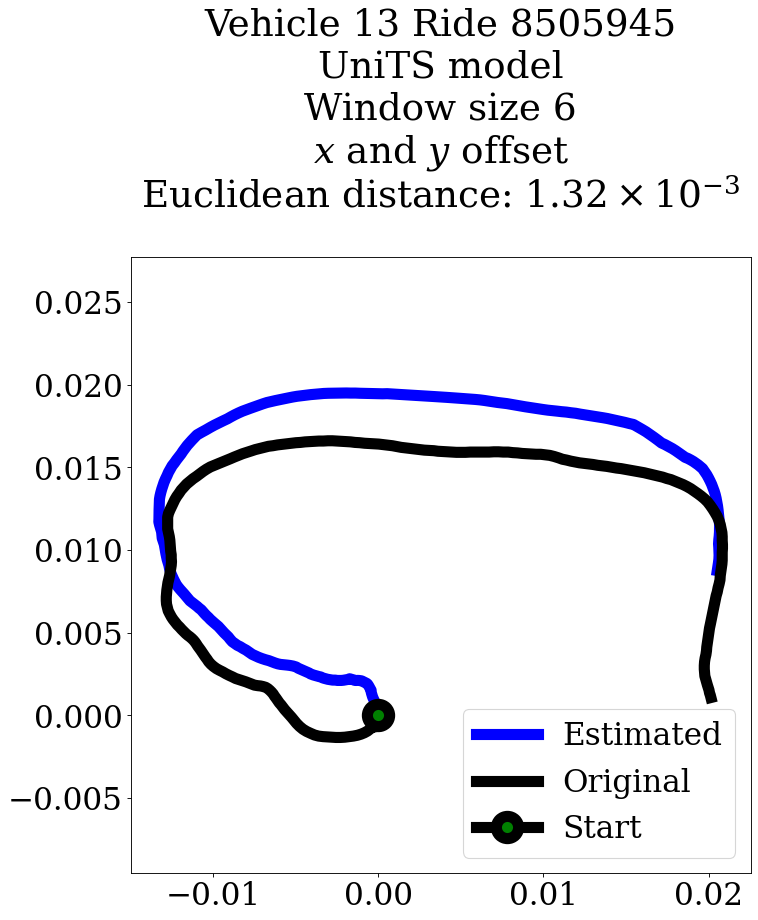 Vehicle 13 Ride 8505945
UniTS model
Window size 6
x and y offset
Euclidean distance: 1.32 × 10⁻³
0.025
0.020
0.015
0.010
0.005
0.000
−0.005
Estimated
Original
Start
−0.01 0.00 0.01 0.02